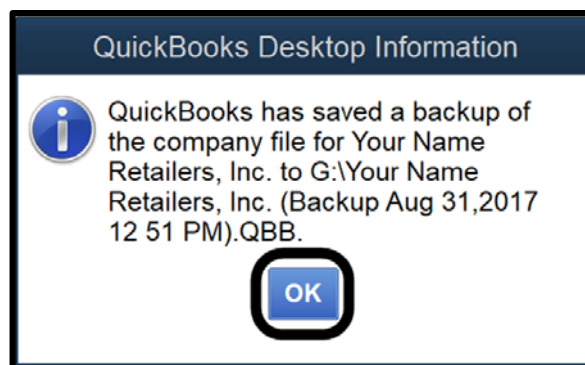 QuickBooks Desktop Information
QuickBooks has saved a backup of
the company file for Your Name
Retailers, Inc. to G:\Your Name
Retailers, Inc. (Backup Aug 31,2017
12 51 PM).QBB.
OK